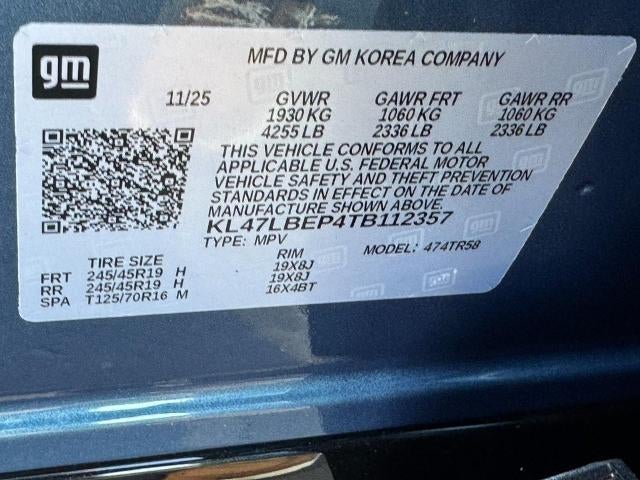 gm
MFD BY GM KOREA COMPANY
11/25 GVWR GAWR FRT GAWR RR
1930 KG 1060 KG 1060 KG
4255 LB 2336 LB 2336 LB
THIS VEHICLE CONFORMS TO ALL
APPLICABLE U.S. FEDERAL MOTOR
VEHICLE SAFETY AND THEFT PREVENTION
STANDARDS IN EFFECT ON THE DATE OF
MANUFACTURE SHOWN ABOVE.
KL47LBEP4TB112357
TYPE: MPV MODEL: 474TR58
TIRE SIZE RIM
FRT 245/45R19 H 19X8J
RR 245/45R19 H 19X8J
SPA T125/70R16 M 16X4BT